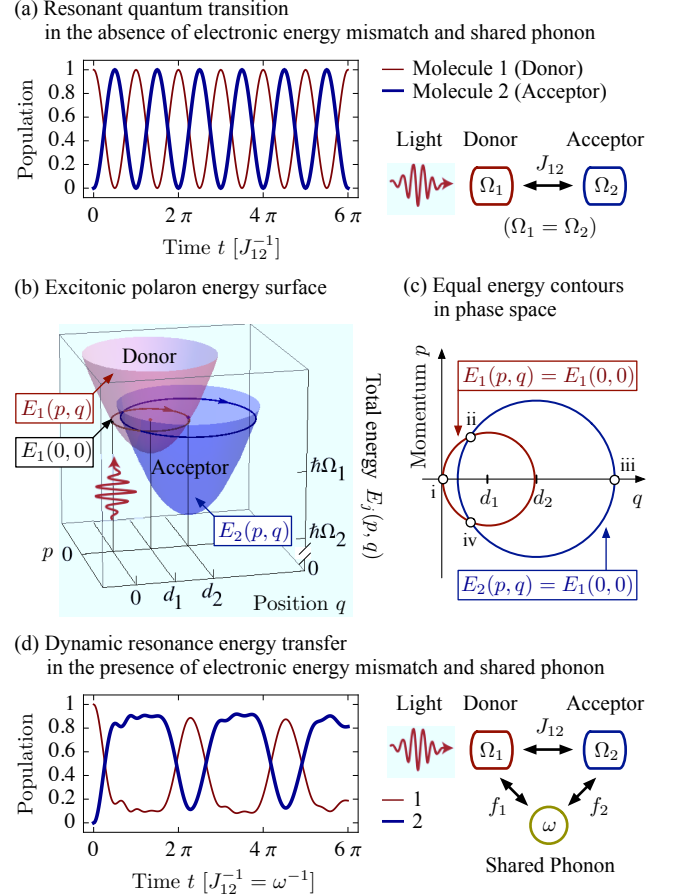 (a) Resonant quantum transition
in the absence of electronic energy mismatch and shared phonon
Population
1
0.8
0.6
0.4
0.2
0
0 2 π 4 π 6 π
Time t [J₁₂⁻¹]
Molecule 1 (Donor)
Molecule 2 (Acceptor)
Light Donor Acceptor
Ω₁ J₁₂ Ω₂
(Ω₁ = Ω₂)
(b) Excitonic polaron energy surface
Donor
E₁(p, q)
E₁(0, 0)
Acceptor
E₂(p, q)
p 0
0 d₁ d₂
Position q
ħΩ₁
ħΩ₂
0
Total energy Eⱼ(p, q)
(c) Equal energy contours
in phase space
Momentum p
E₁(p, q) = E₁(0, 0)
ii
iii
i
d₁ d₂ q
iv
E₂(p, q) = E₁(0, 0)
(d) Dynamic resonance energy transfer
in the presence of electronic energy mismatch and shared phonon
Population
1
0.8
0.6
0.4
0.2
0
0 2 π 4 π 6 π
Time t [J₁₂⁻¹ = ω⁻¹]
1
2
Light Donor Acceptor
Ω₁ J₁₂ Ω₂
f₁ f₂
ω
Shared Phonon